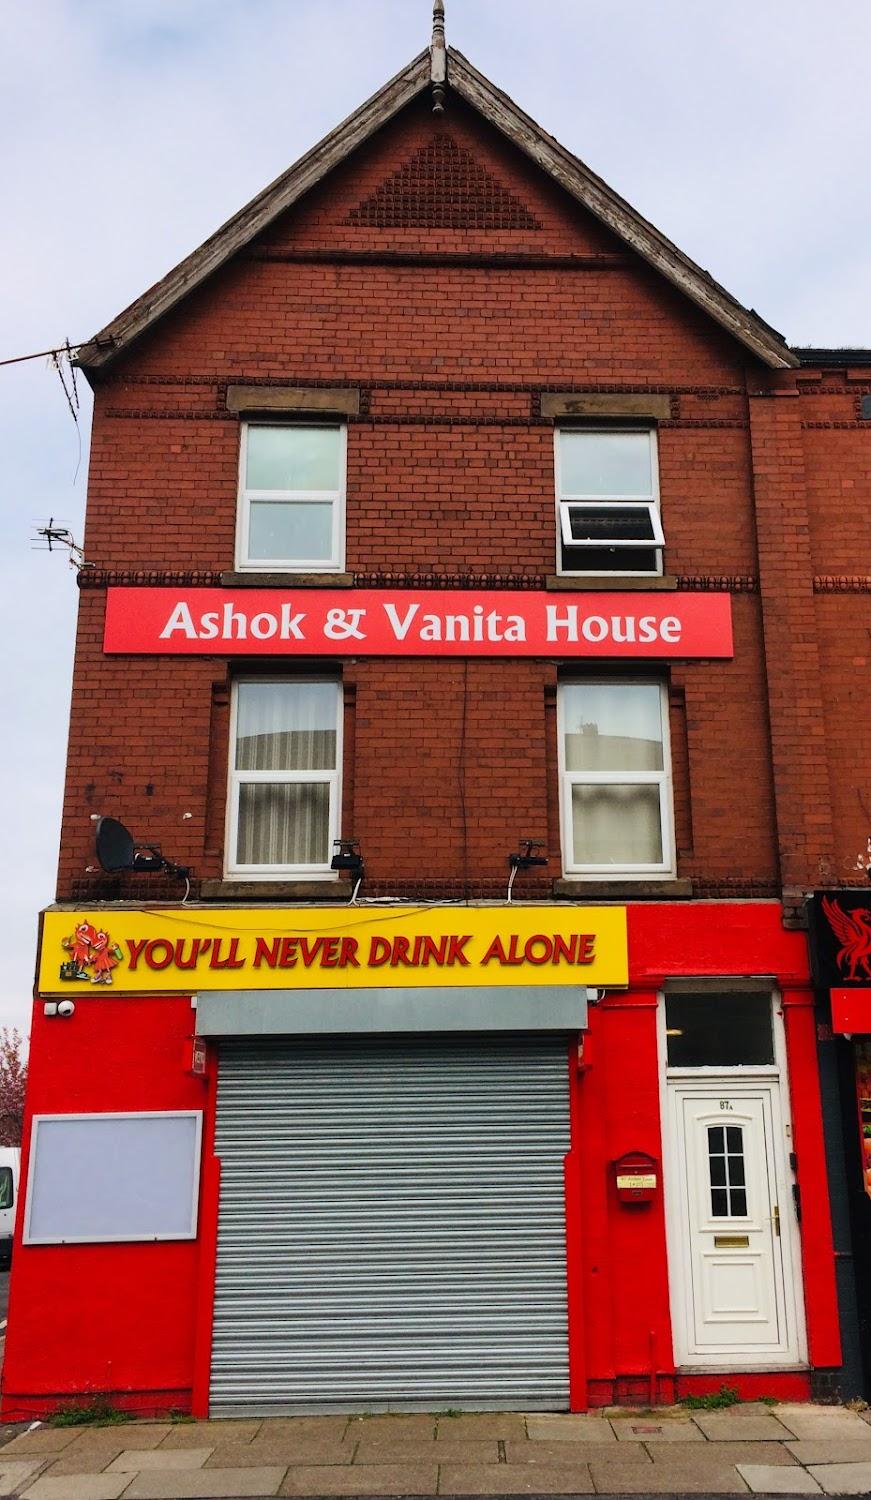 Ashok & Vanita House
YOU'LL NEVER DRINK ALONE
87A